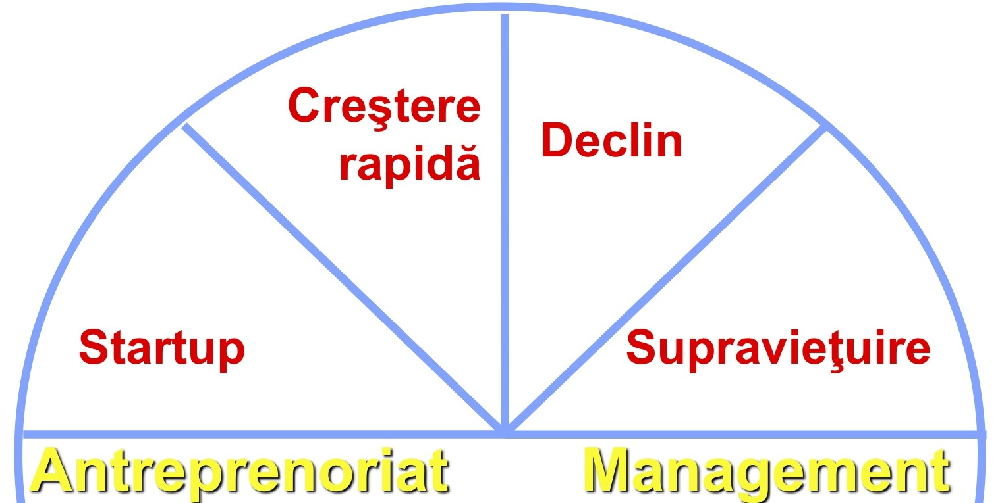 Creştere
rapidă
Declin
Startup
Supravieţuire
Antreprenoriat
Management